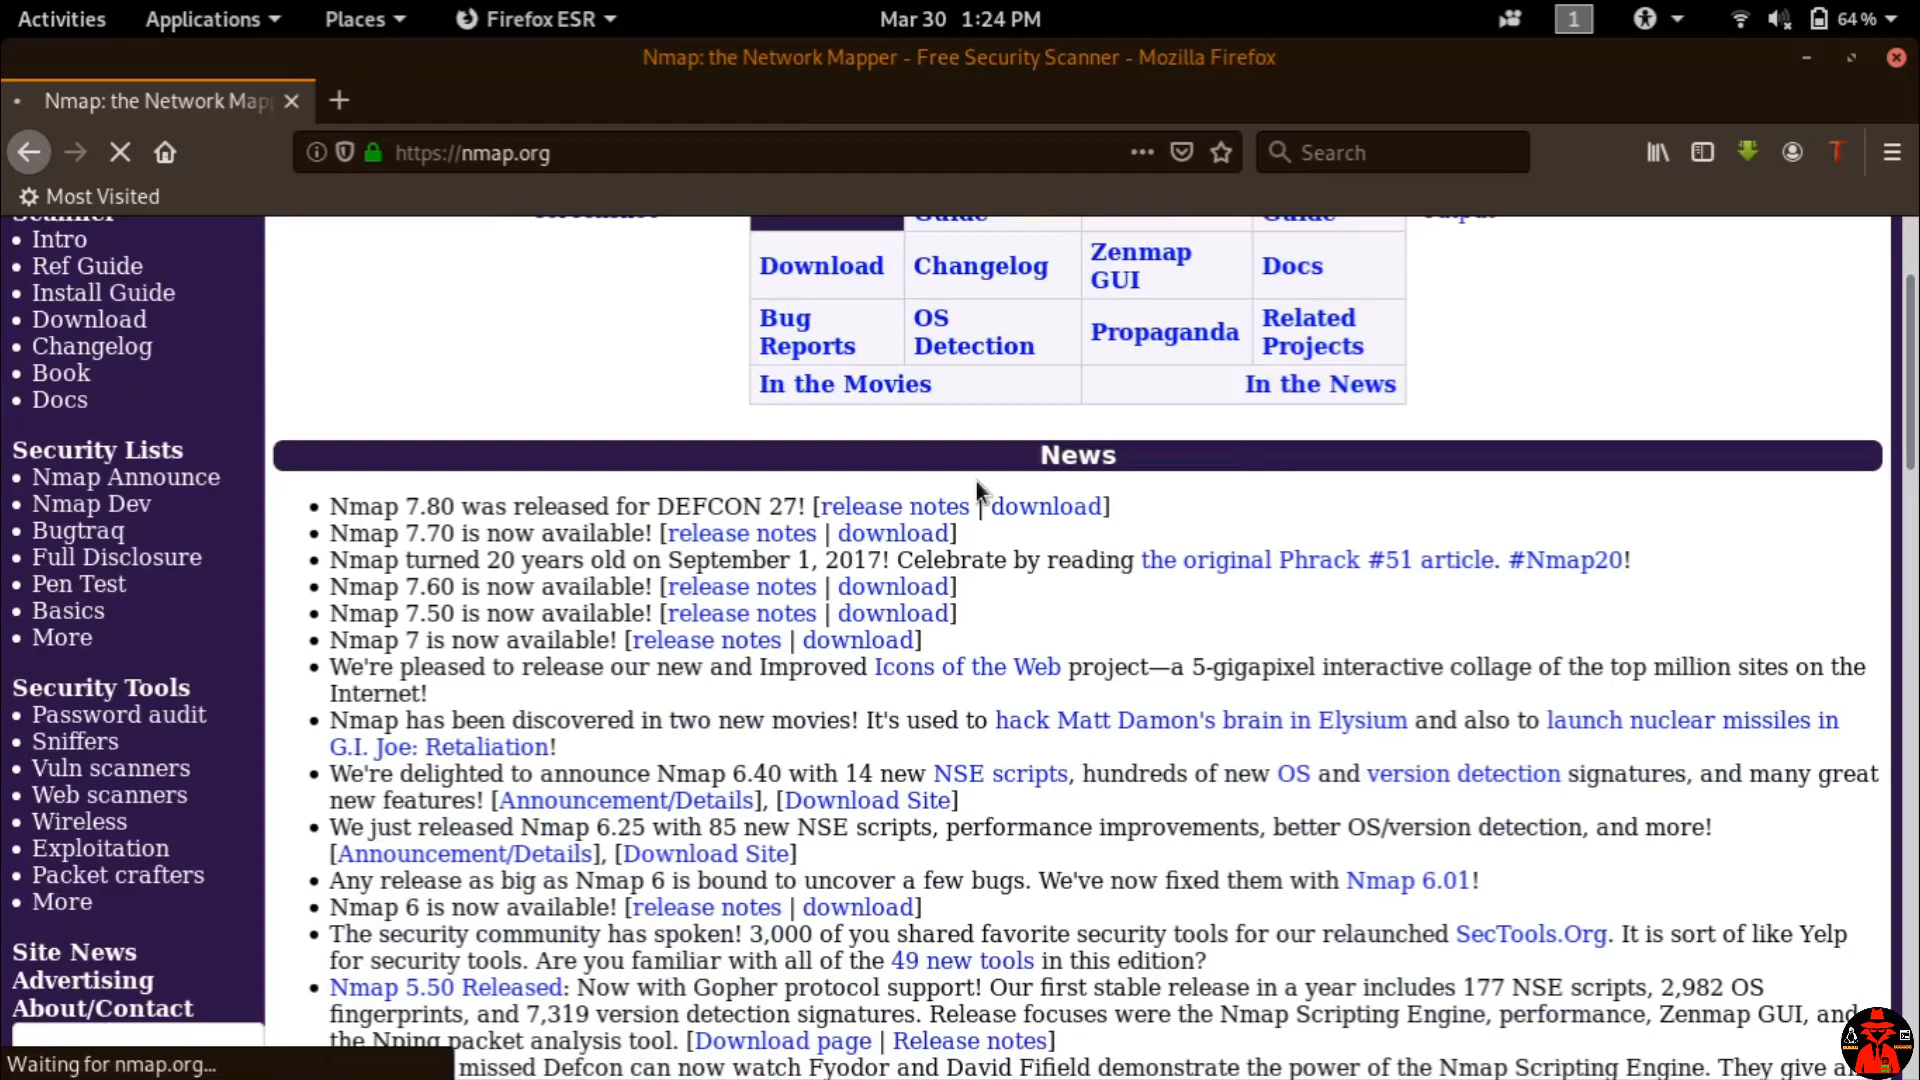 Activities Applications Places Firefox ESR Mar 30 1:24 PM 1 64 %
Nmap: the Network Mapper - Free Security Scanner - Mozilla Firefox
Nmap: the Network Map
https://nmap.org Search
Most Visited
Scanner
Intro
Ref Guide
Install Guide
Download
Changelog
Book
Docs
Security Lists
Nmap Announce
Nmap Dev
Bugtraq
Full Disclosure
Pen Test
Basics
More
Security Tools
Password audit
Sniffers
Vuln scanners
Web scanners
Wireless
Exploitation
Packet crafters
More
Site News
Advertising
About/Contact
Guide Guide
Download Changelog Zenmap GUI Docs
Bug Reports OS Detection Propaganda Related Projects
In the Movies In the News
News
Nmap 7.80 was released for DEFCON 27! [release notes | download]
Nmap 7.70 is now available! [release notes | download]
Nmap turned 20 years old on September 1, 2017! Celebrate by reading the original Phrack #51 article. #Nmap20!
Nmap 7.60 is now available! [release notes | download]
Nmap 7.50 is now available! [release notes | download]
Nmap 7 is now available! [release notes | download]
We're pleased to release our new and Improved Icons of the Web project—a 5-gigapixel interactive collage of the top million sites on the
Internet!
Nmap has been discovered in two new movies! It's used to hack Matt Damon's brain in Elysium and also to launch nuclear missiles in
G.I. Joe: Retaliation!
We're delighted to announce Nmap 6.40 with 14 new NSE scripts, hundreds of new OS and version detection signatures, and many great
new features! [Announcement/Details], [Download Site]
We just released Nmap 6.25 with 85 new NSE scripts, performance improvements, better OS/version detection, and more!
[Announcement/Details], [Download Site]
Any release as big as Nmap 6 is bound to uncover a few bugs. We've now fixed them with Nmap 6.01!
Nmap 6 is now available! [release notes | download]
The security community has spoken! 3,000 of you shared favorite security tools for our relaunched SecTools.Org. It is sort of like Yelp
for security tools. Are you familiar with all of the 49 new tools in this edition?
Nmap 5.50 Released: Now with Gopher protocol support! Our first stable release in a year includes 177 NSE scripts, 2,982 OS
fingerprints, and 7,319 version detection signatures. Release focuses were the Nmap Scripting Engine, performance, Zenmap GUI, and
the Nping packet analysis tool. [Download page | Release notes]
missed Defcon can now watch Fyodor and David Fifield demonstrate the power of the Nmap Scripting Engine. They give
Waiting for nmap.org...